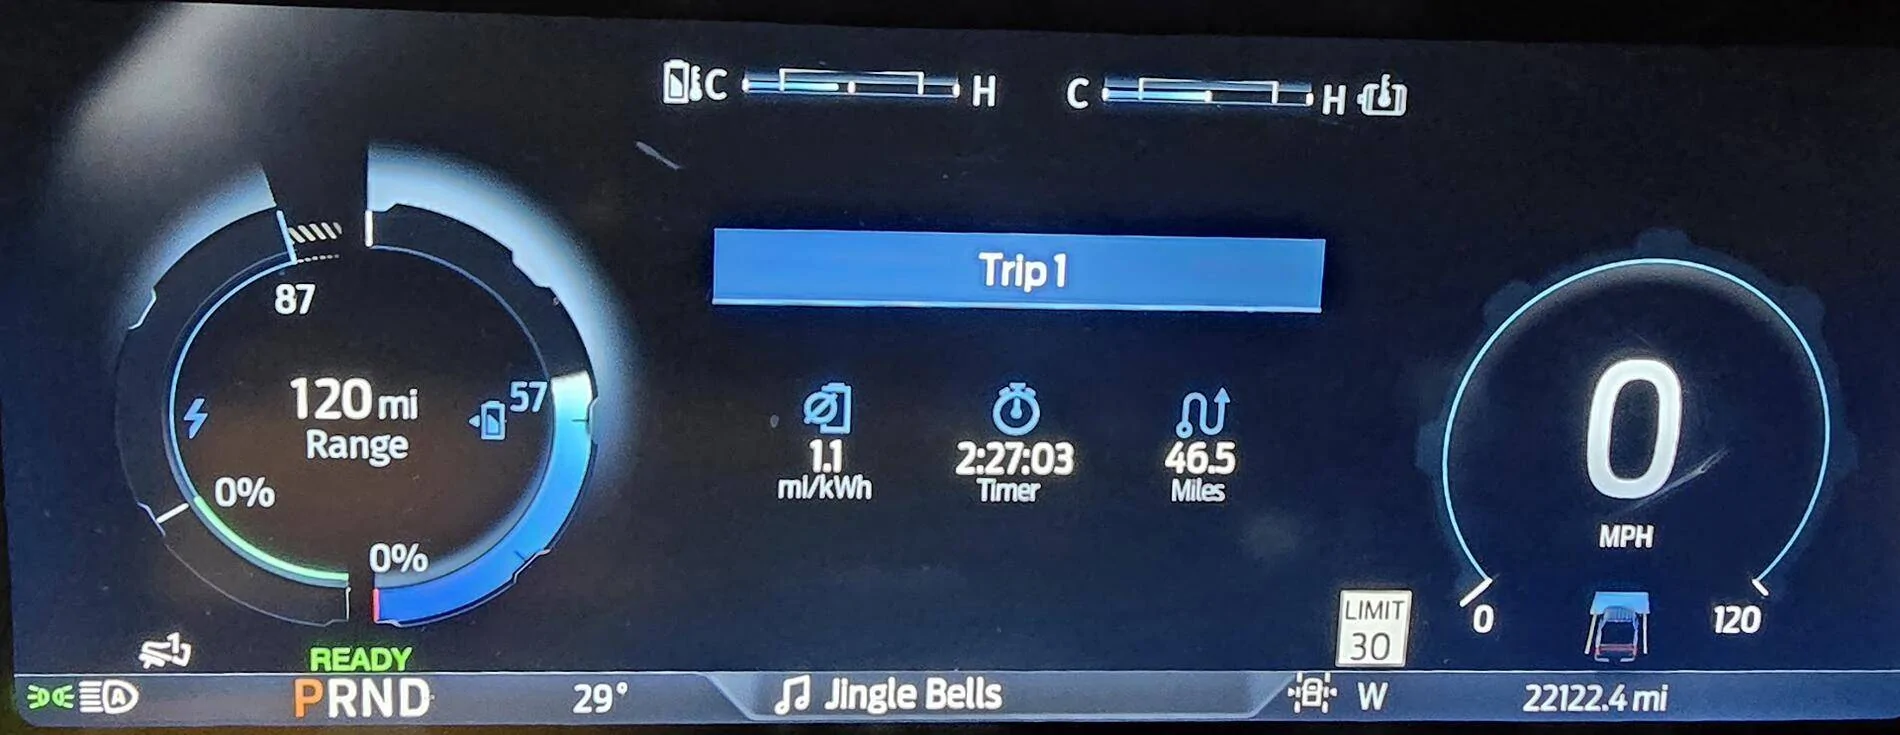 C H
C H
Trip 1
87
120 mi
Range
57
0%
0%
1.1
mi/kWh
2:27:03
Timer
46.5
Miles
0
MPH
0
120
LIMIT
30
1
READY
A
PRND
29°
Jingle Bells
W
22122.4 mi